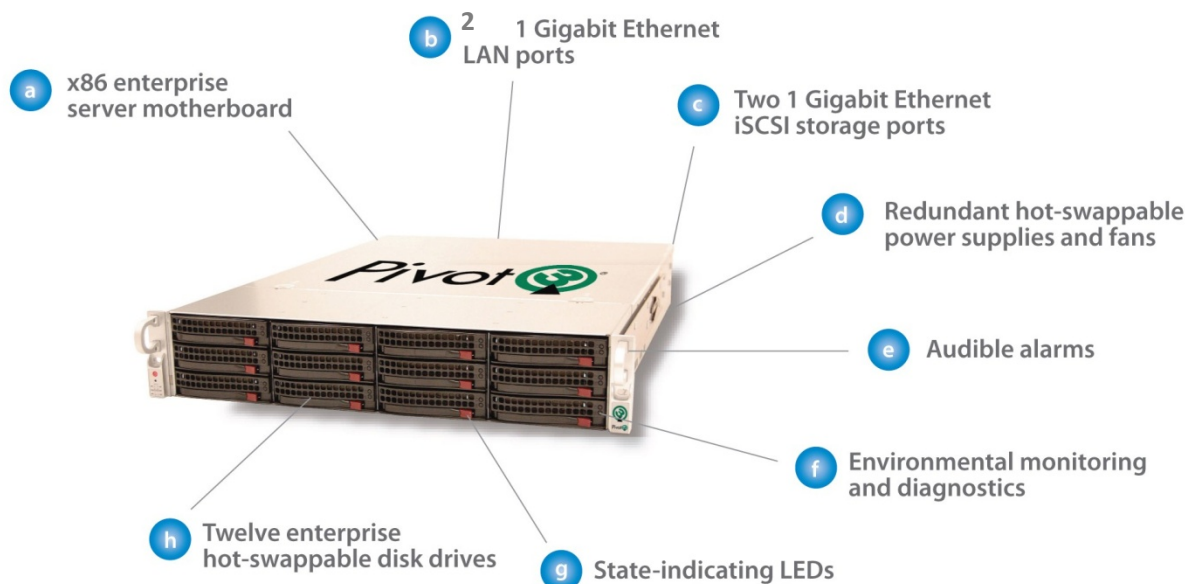 b
2 1 Gigabit Ethernet
LAN ports
a
x86 enterprise
server motherboard
c
Two 1 Gigabit Ethernet
iSCSI storage ports
d
Redundant hot-swappable
power supplies and fans
Pivot3
e
Audible alarms
f
Environmental monitoring
and diagnostics
h
Twelve enterprise
hot-swappable disk drives
g
State-indicating LEDs